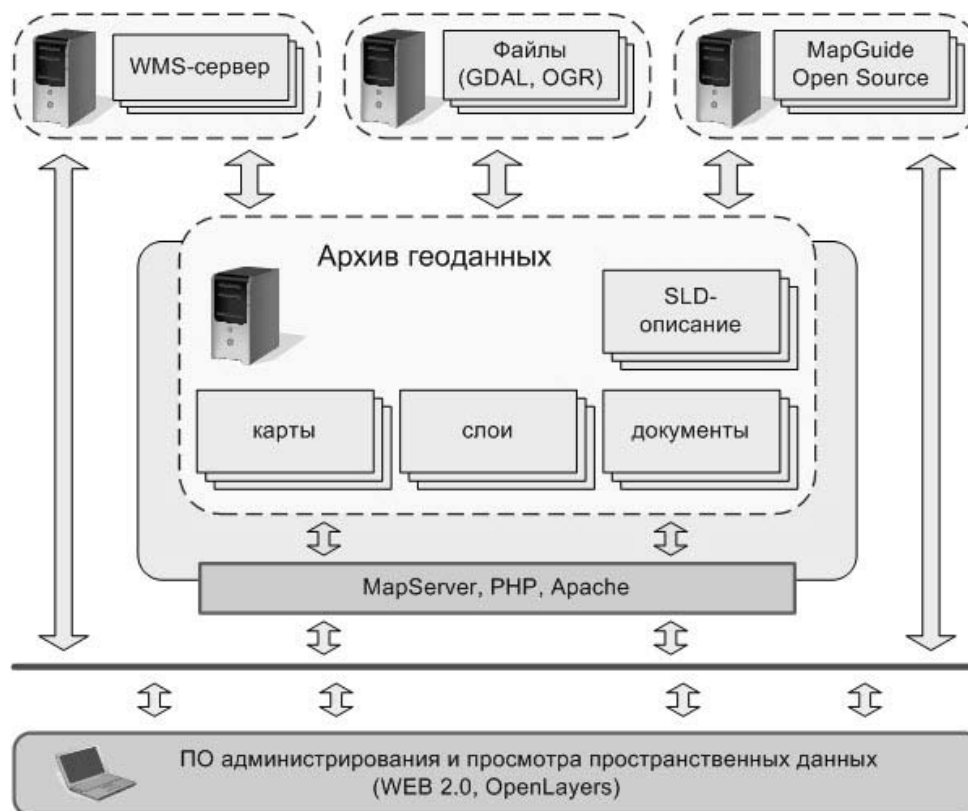 WMS-сервер
Файлы
(GDAL, OGR)
MapGuide
Open Source
Архив геоданных
SLD-
описание
карты
слои
документы
MapServer, PHP, Apache
ПО администрирования и просмотра пространственных данных
(WEB 2.0, OpenLayers)